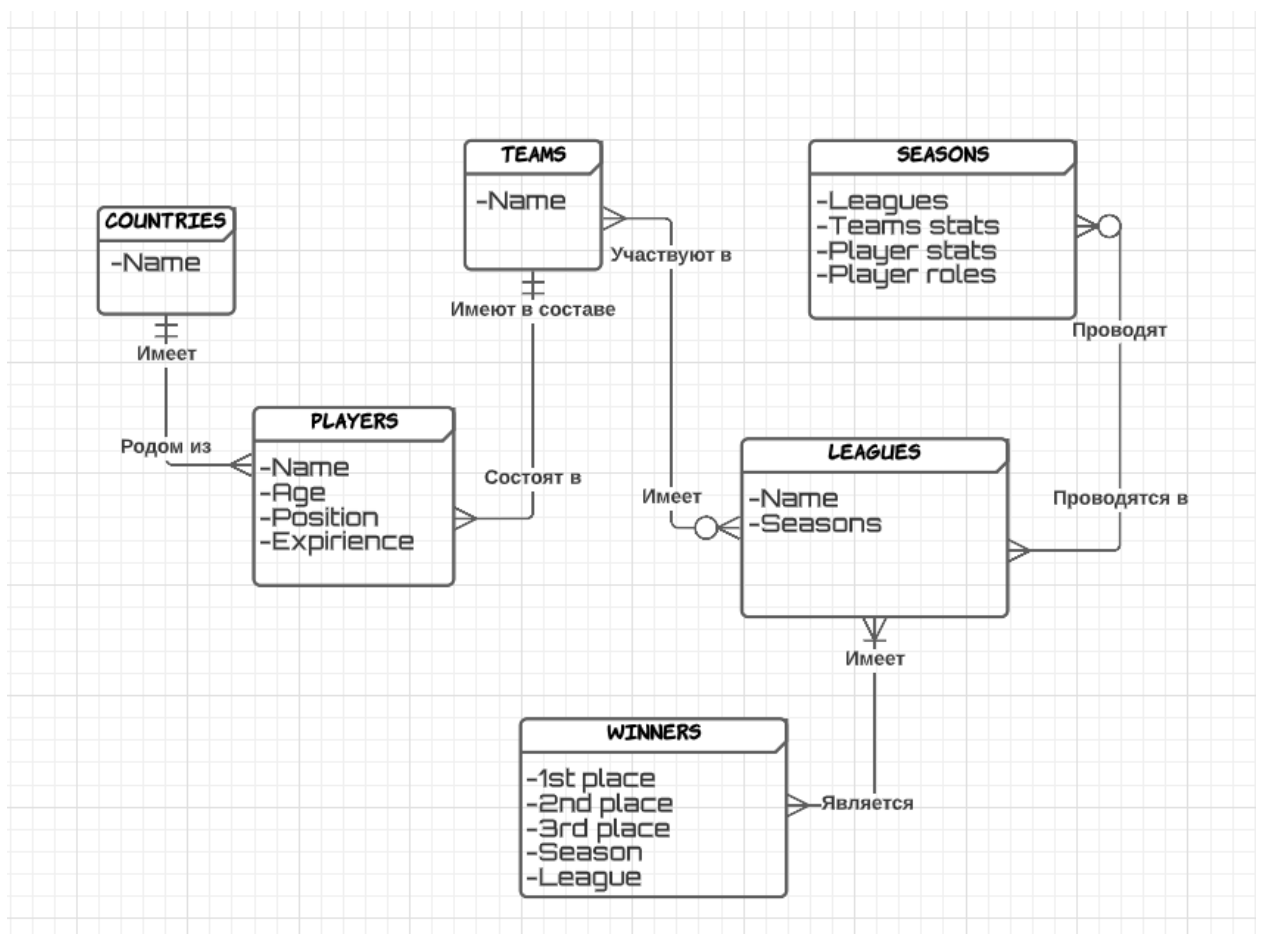 COUNTRIES
-Name
Имеет
Родом из
PLAYERS
-Name
-Age
-Position
-Expirience
TEAMS
-Name
Имеют в составе
Состоят в
Участвуют в
Имеет
SEASONS
-Leagues
-Teams stats
-Player stats
-Player roles
Проводят
Проводятся в
LEAGUES
-Name
-Seasons
Имеет
Является
WINNERS
-1st place
-2nd place
-3rd place
-Season
-League